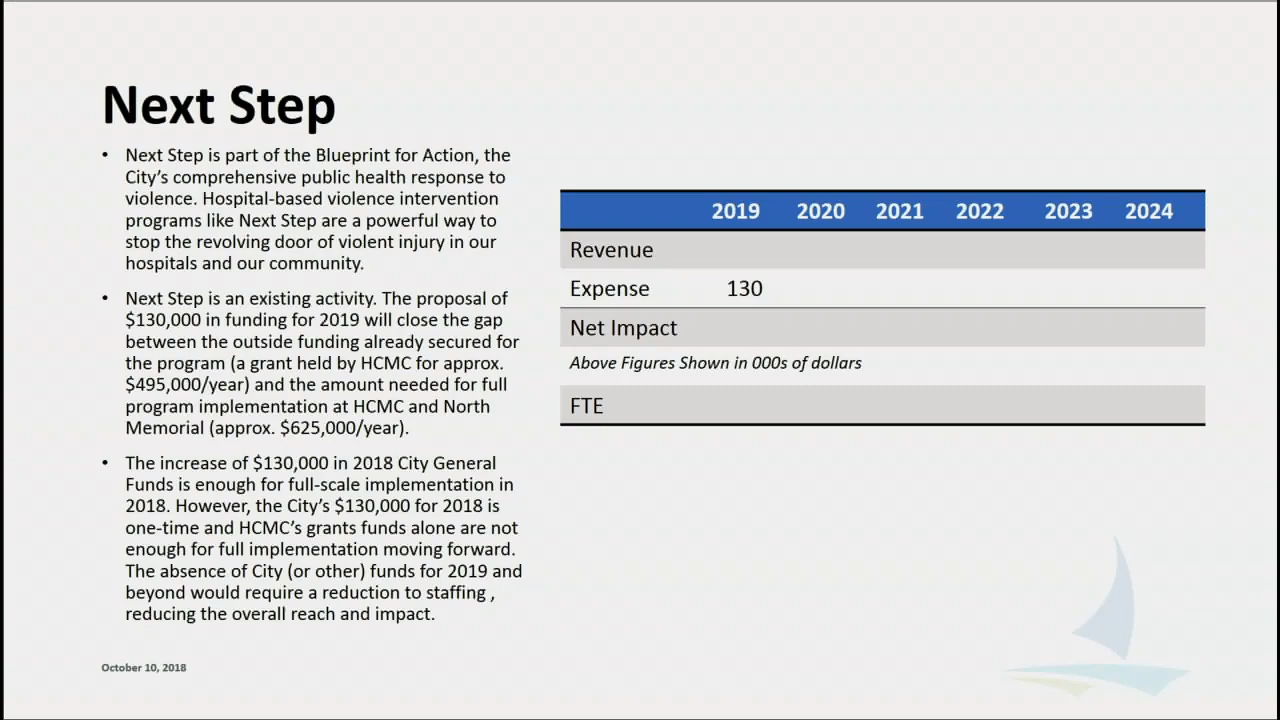 Next Step
• Next Step is part of the Blueprint for Action, the
City's comprehensive public health response to
violence. Hospital-based violence intervention
programs like Next Step are a powerful way to
stop the revolving door of violent injury in our
hospitals and our community.
• Next Step is an existing activity. The proposal of
$130,000 in funding for 2019 will close the gap
between the outside funding already secured for
the program (a grant held by HCMC for approx.
$495,000/year) and the amount needed for full
program implementation at HCMC and North
Memorial (approx. $625,000/year).
• The increase of $130,000 in 2018 City General
Funds is enough for full-scale implementation in
2018. However, the City's $130,000 for 2018 is
one-time and HCMC's grants funds alone are not
enough for full implementation moving forward.
The absence of City (or other) funds for 2019 and
beyond would require a reduction to staffing ,
reducing the overall reach and impact.
2019 2020 2021 2022 2023 2024
Revenue
Expense 130
Net Impact
Above Figures Shown in 000s of dollars
FTE
October 10, 2018